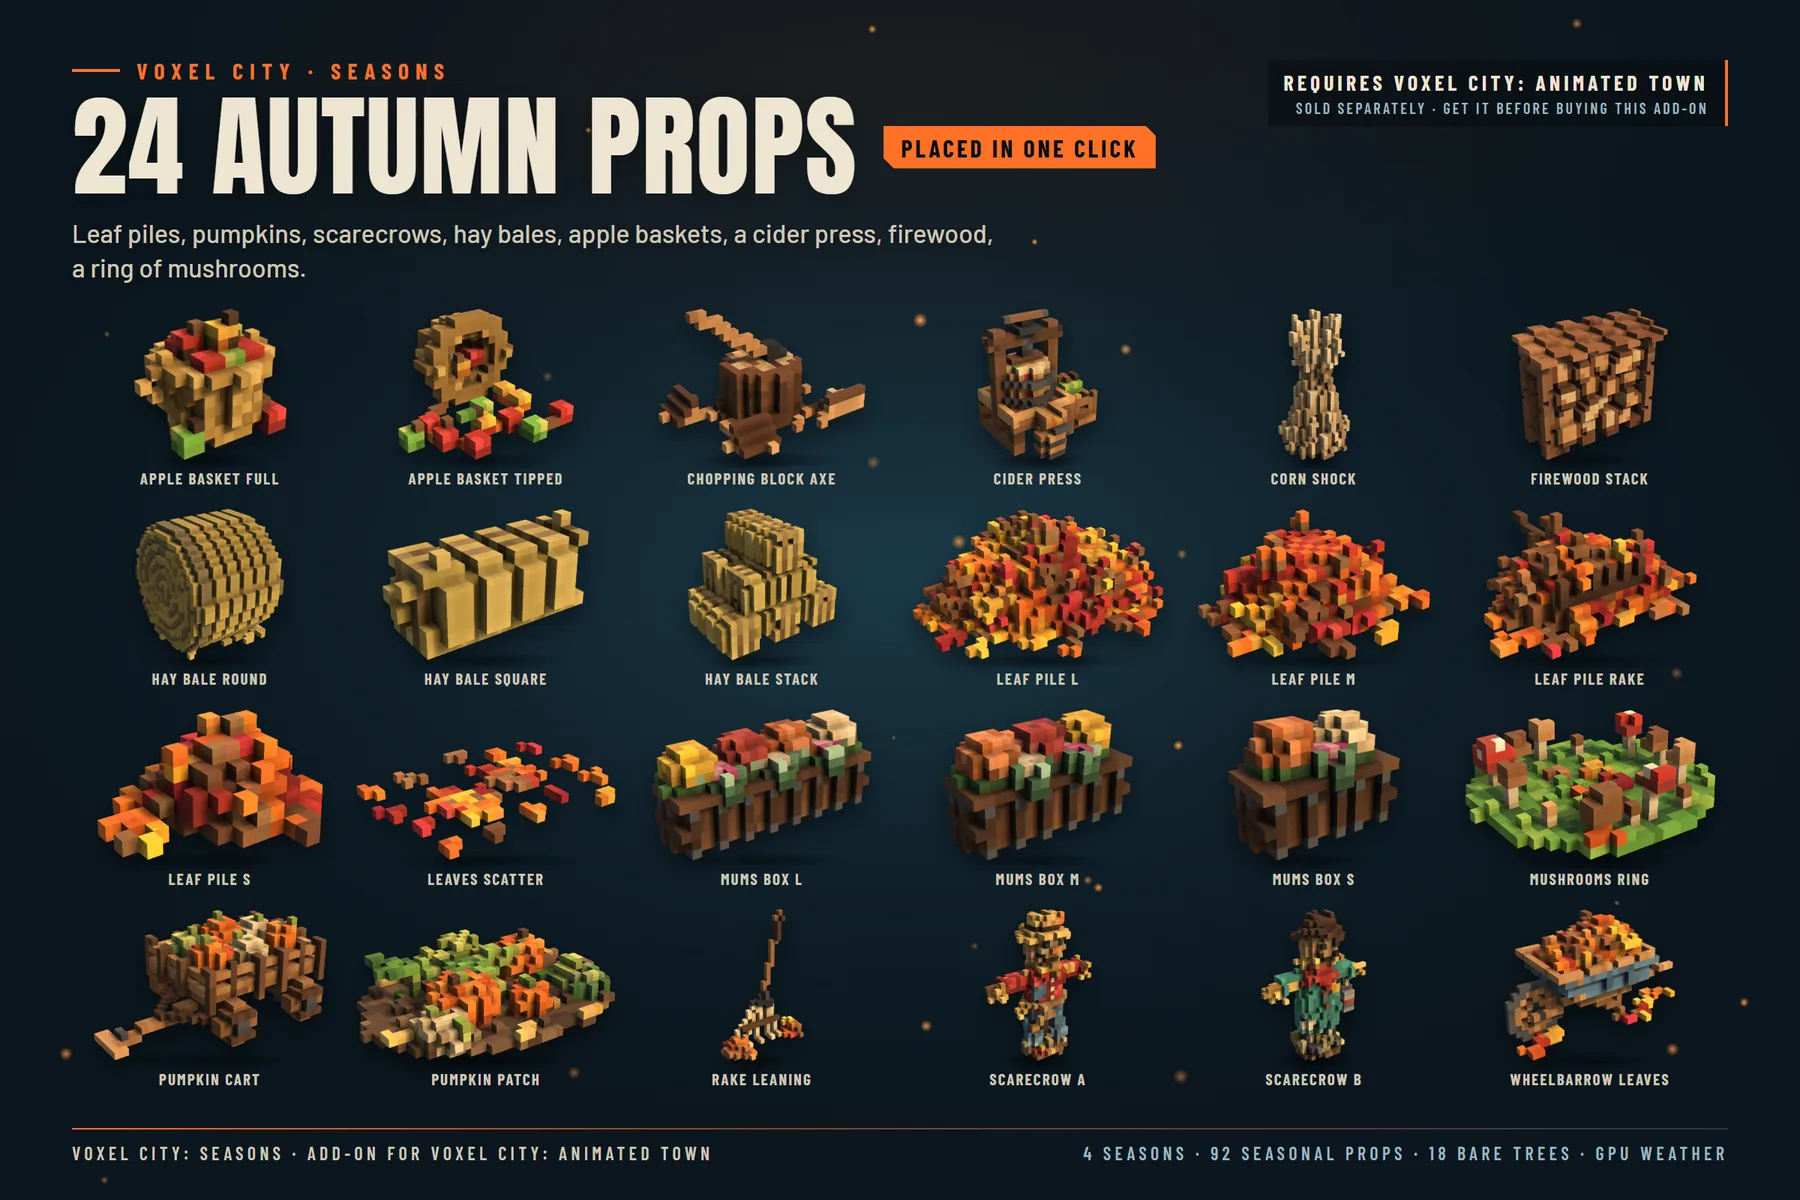 VOXEL CITY · SEASONS
24 AUTUMN PROPS
PLACED IN ONE CLICK
REQUIRES VOXEL CITY: ANIMATED TOWN
SOLD SEPARATELY · GET IT BEFORE BUYING THIS ADD-ON
Leaf piles, pumpkins, scarecrows, hay bales, apple baskets, a cider press, firewood,
a ring of mushrooms.
APPLE BASKET FULL
APPLE BASKET TIPPED
CHOPPING BLOCK AXE
CIDER PRESS
CORN SHOCK
FIREWOOD STACK
HAY BALE ROUND
HAY BALE SQUARE
HAY BALE STACK
LEAF PILE L
LEAF PILE M
LEAF PILE RAKE
LEAF PILE S
LEAVES SCATTER
MUMS BOX L
MUMS BOX M
MUMS BOX S
MUSHROOMS RING
PUMPKIN CART
PUMPKIN PATCH
RAKE LEANING
SCARECROW A
SCARECROW B
WHEELBARROW LEAVES
VOXEL CITY: SEASONS · ADD-ON FOR VOXEL CITY: ANIMATED TOWN
4 SEASONS · 92 SEASONAL PROPS · 18 BARE TREES · GPU WEATHER